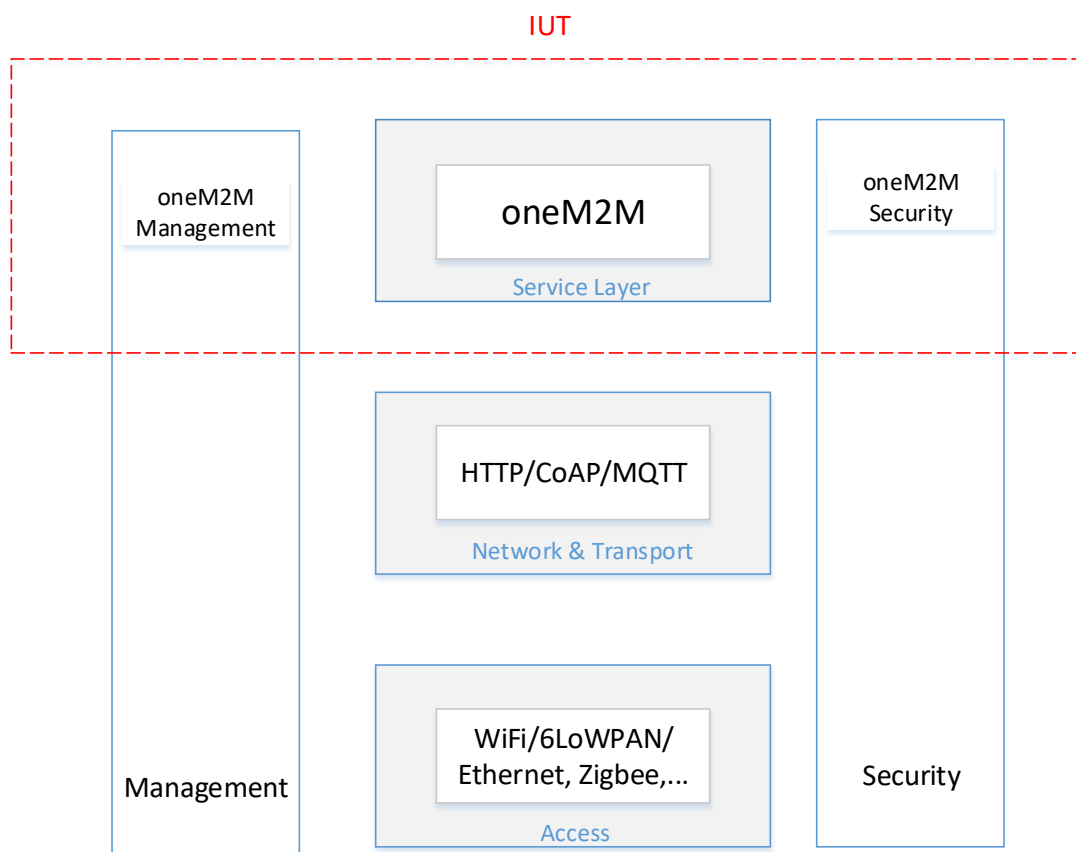 IUT
oneM2M
Management
oneM2M
Service Layer
oneM2M
Security
HTTP/CoAP/MQTT
Network & Transport
WiFi/6LoWPAN/
Ethernet, Zigbee,...
Access
Management
Security